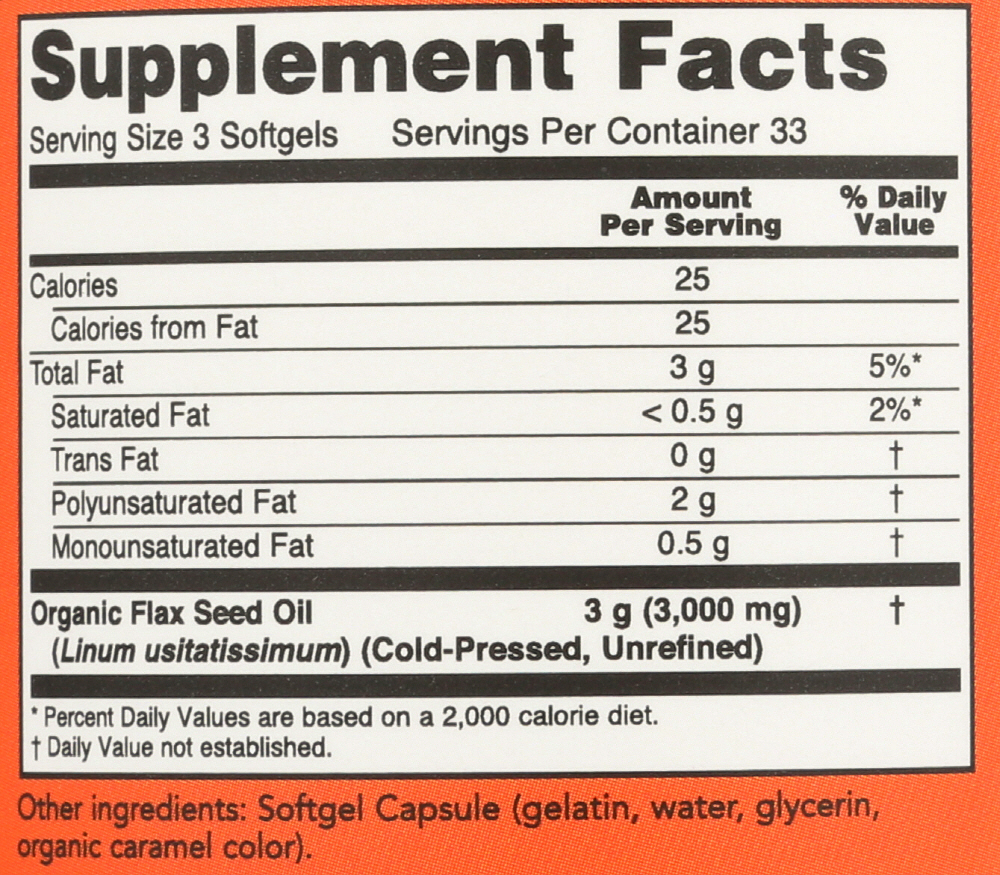 Supplement Facts
Serving Size 3 Softgels Servings Per Container 33
Amount Per Serving % Daily Value
Calories 25
Calories from Fat 25
Total Fat 3 g 5%*
Saturated Fat < 0.5 g 2%*
Trans Fat 0 g †
Polyunsaturated Fat 2 g †
Monounsaturated Fat 0.5 g †
Organic Flax Seed Oil 3 g (3,000 mg) †
(Linum usitatissimum) (Cold-Pressed, Unrefined)
* Percent Daily Values are based on a 2,000 calorie diet.
† Daily Value not established.
Other ingredients: Softgel Capsule (gelatin, water, glycerin,
organic caramel color).